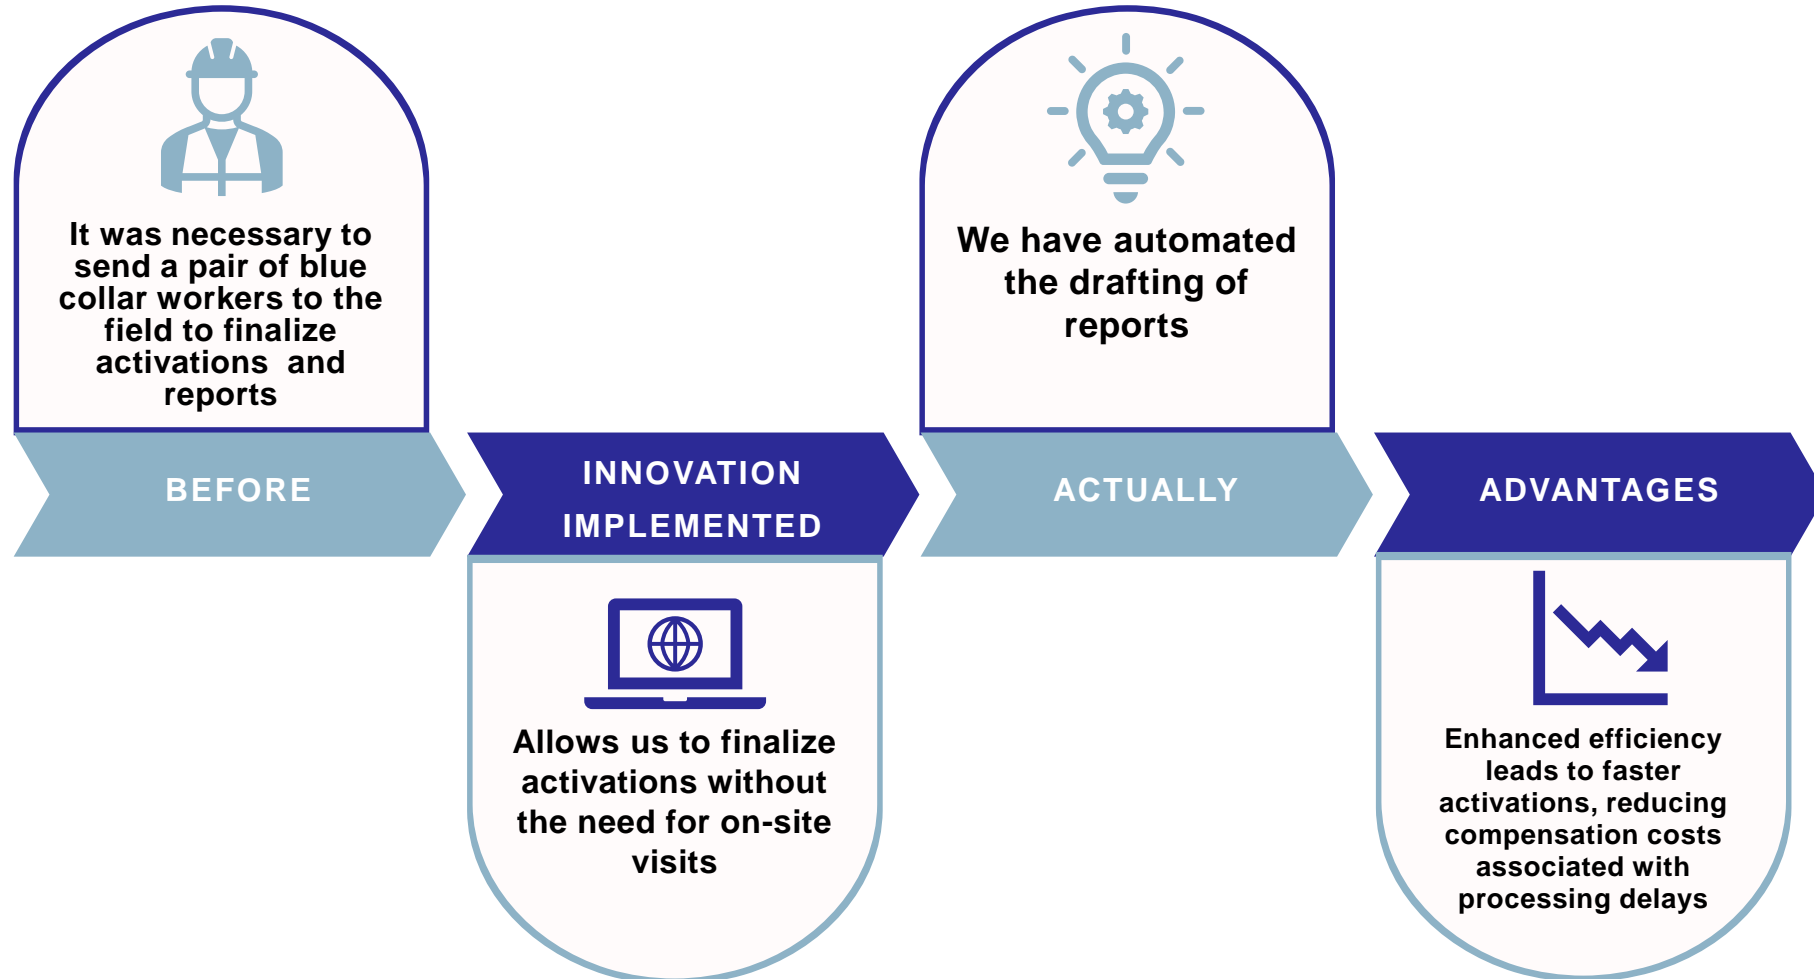 It was necessary to
send a pair of blue
collar workers to the
field to finalize
activations and
reports
BEFORE
INNOVATION
IMPLEMENTED
Allows us to finalize
activations without
the need for on-site
visits
We have automated
the drafting of
reports
ACTUALLY
ADVANTAGES
Enhanced efficiency
leads to faster
activations, reducing
compensation costs
associated with
processing delays